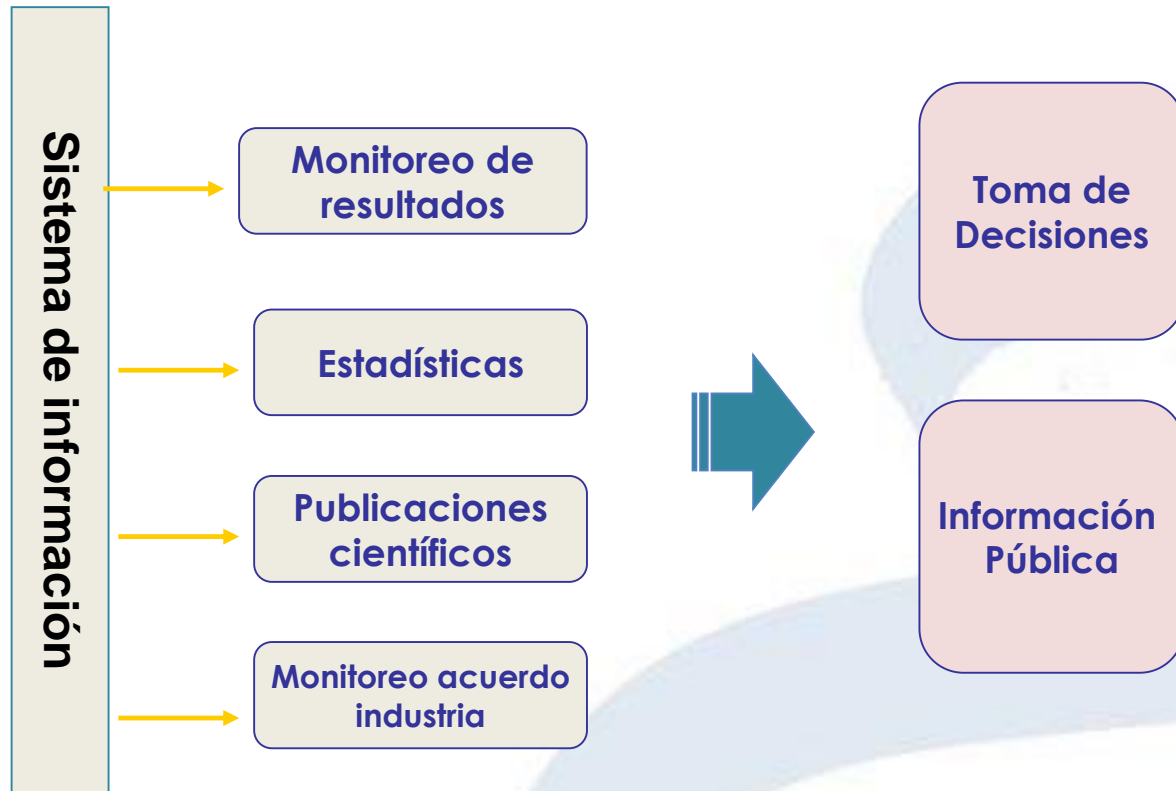 Sistema de información
Monitoreo de
resultados
Estadísticas
Publicaciones
científicos
Monitoreo acuerdo
industria
Toma de
Decisiones
Información
Pública